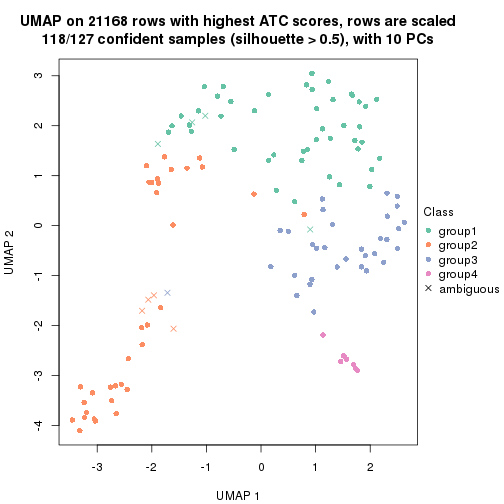 UMAP on 21168 rows with highest ATC scores, rows are scaled
118/127 confident samples (silhouette > 0.5), with 10 PCs
3
2
1
0
-1
-2
-3
-4
UMAP 2
-3 -2 -1 0 1 2
UMAP 1
Class
group1
group2
group3
group4
ambiguous